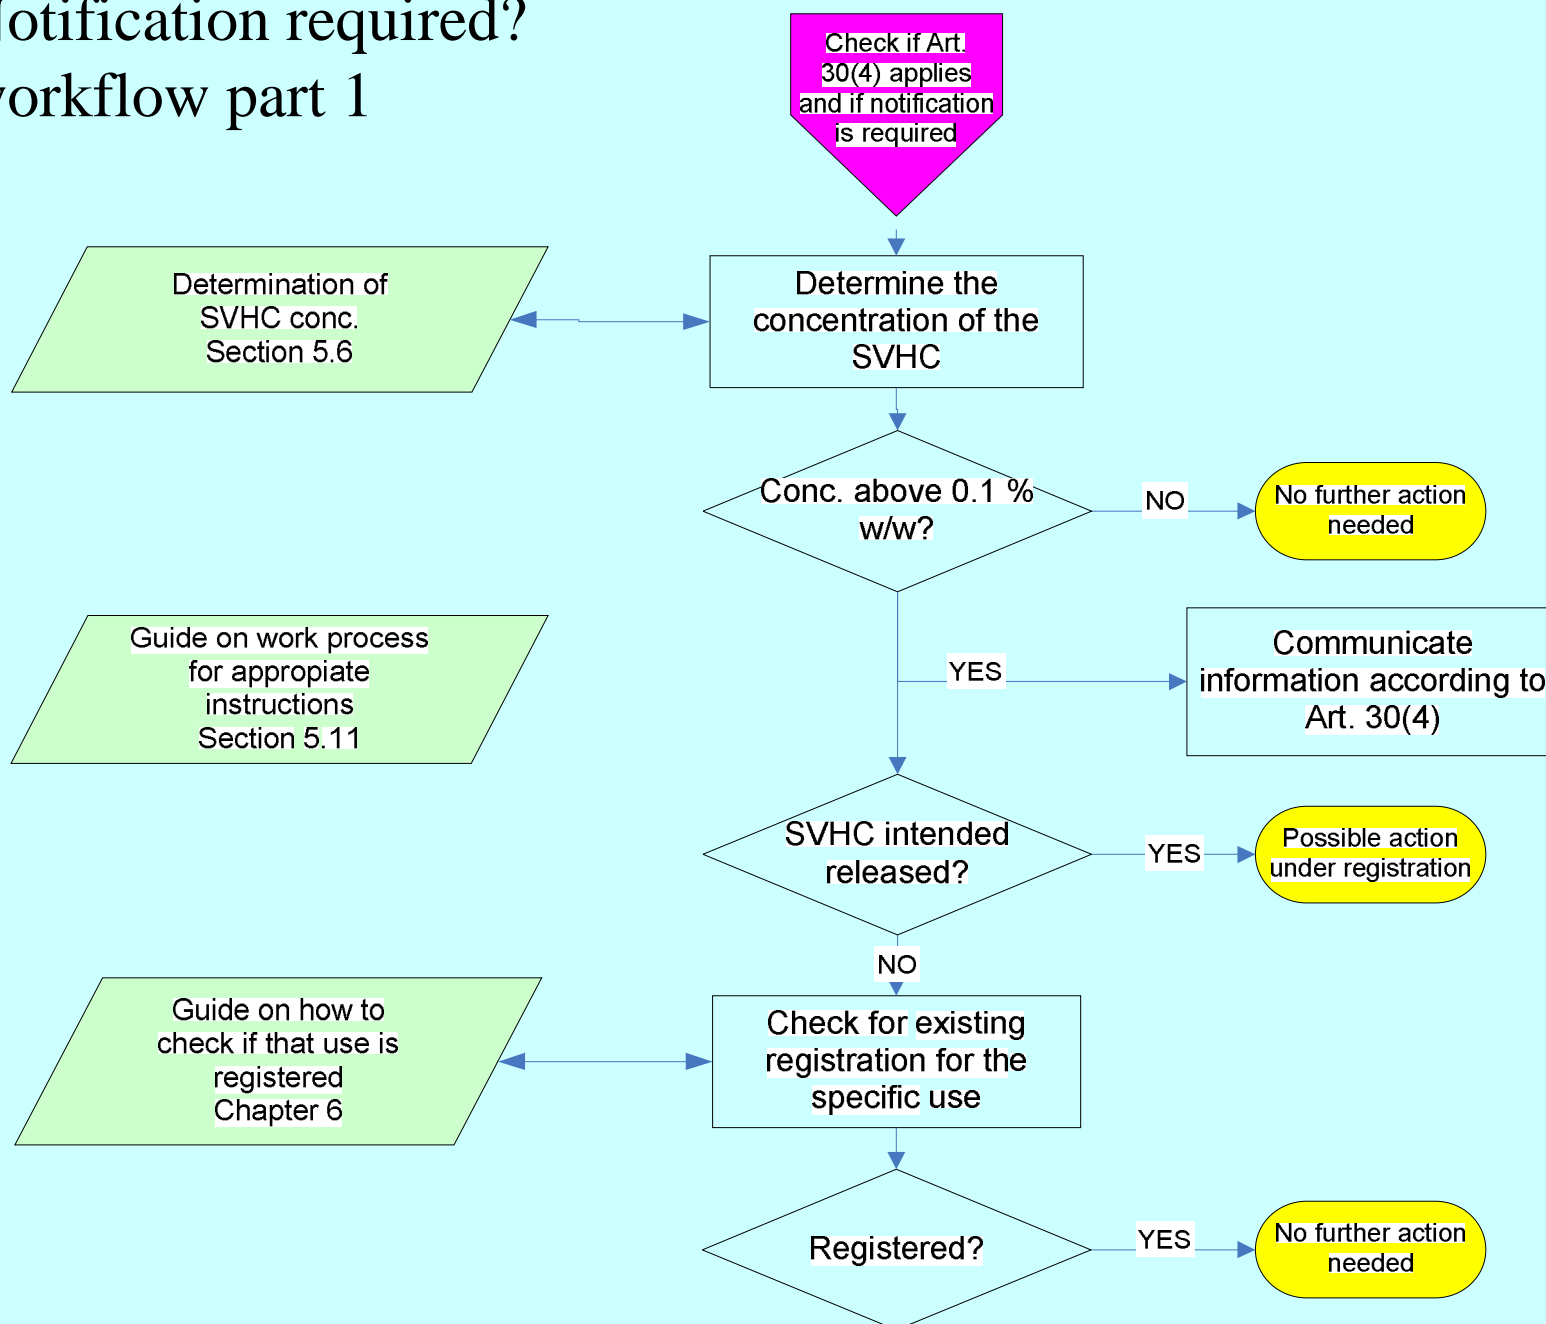 otification required?
orkflow part 1
Check if Art.
30(4) applies
and if notification
is required
Determination of
SVHC conc.
Section 5.6
Determine the
concentration of the
SVHC
Conc. above 0.1 %
w/w?
NO
No further action
needed
Guide on work process
for appropiate
instructions
Section 5.11
YES
Communicate
information according to
Art. 30(4)
SVHC intended
released?
YES
Possible action
under registration
NO
Guide on how to
check if that use is
registered
Chapter 6
Check for existing
registration for the
specific use
Registered?
YES
No further action
needed